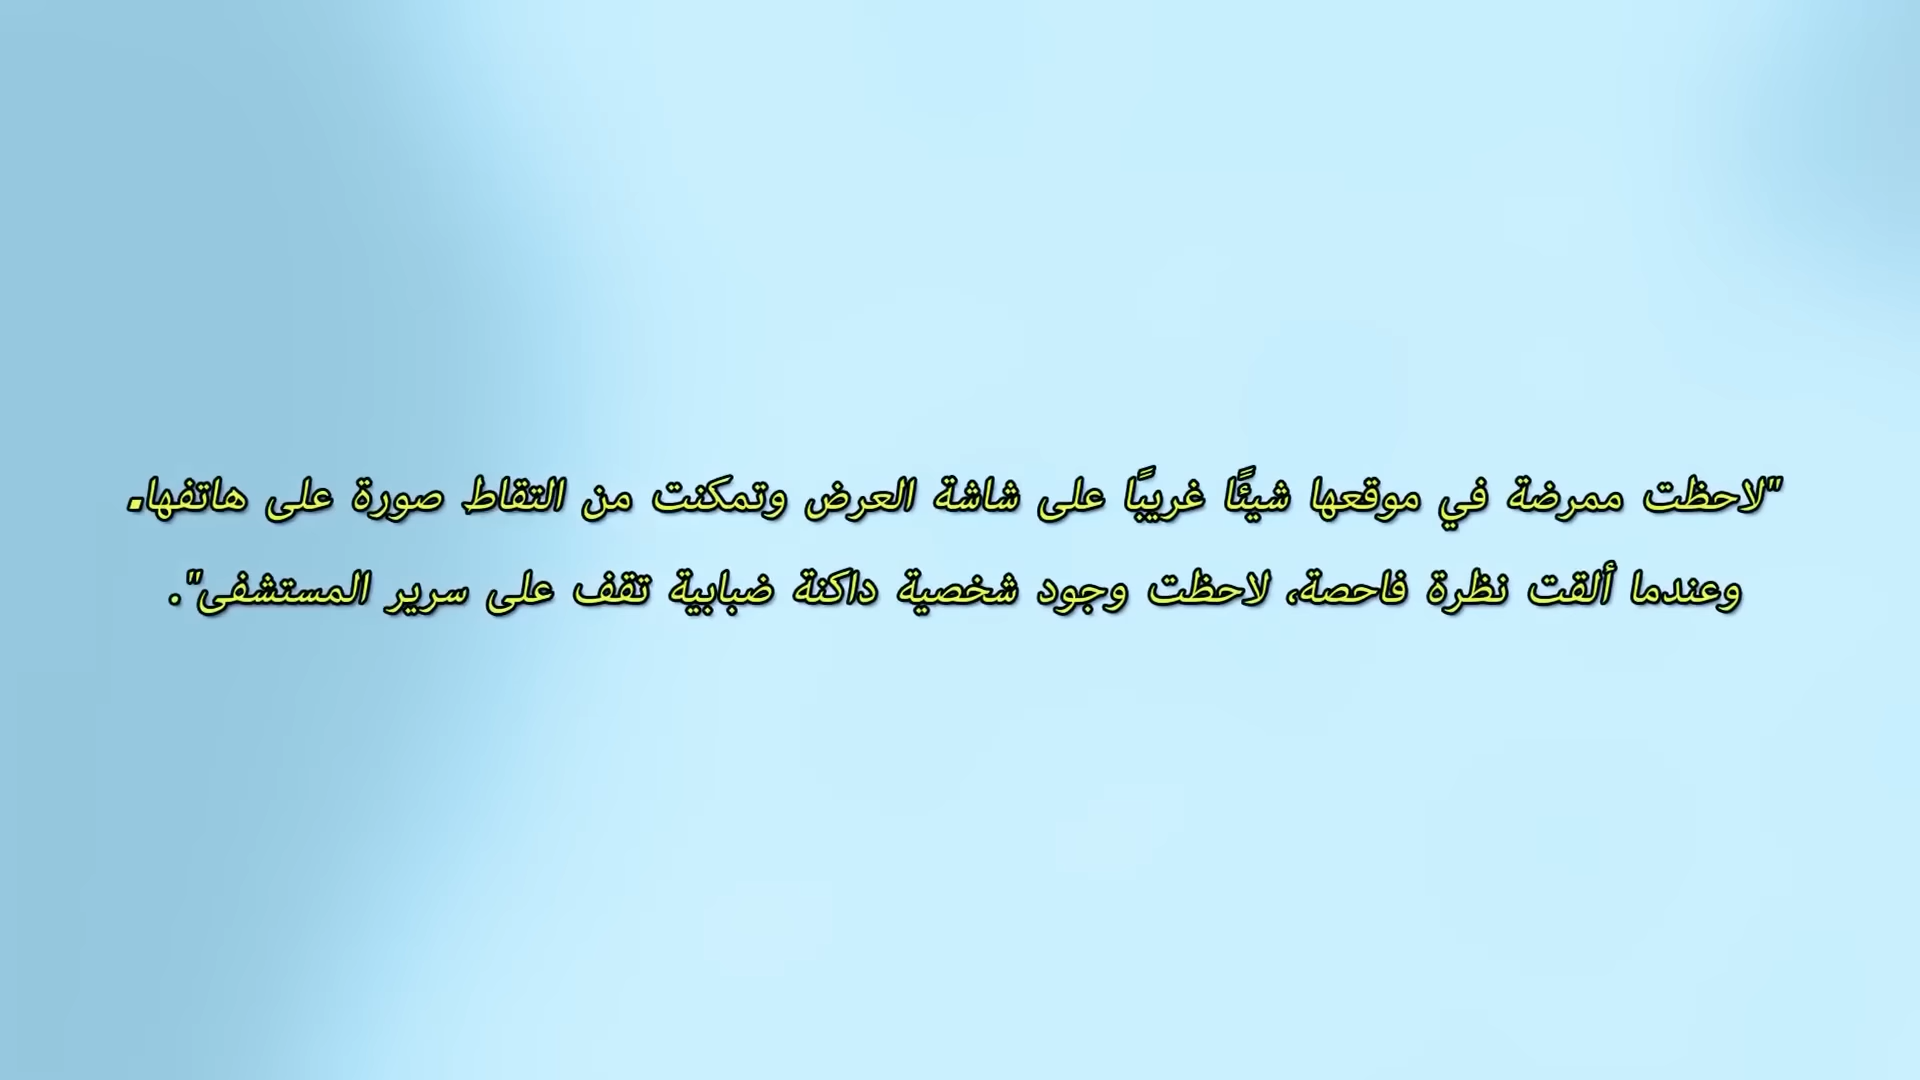 "لاحظت ممرضة في موقعها شيئًا غريبًا على شاشة العرض وتمكنت من التقاط صورة على هاتفها.
وعندما ألقت نظرة فاحصة، لاحظت وجود شخصية داكنة ضبابية تقف على سرير المستشفى".